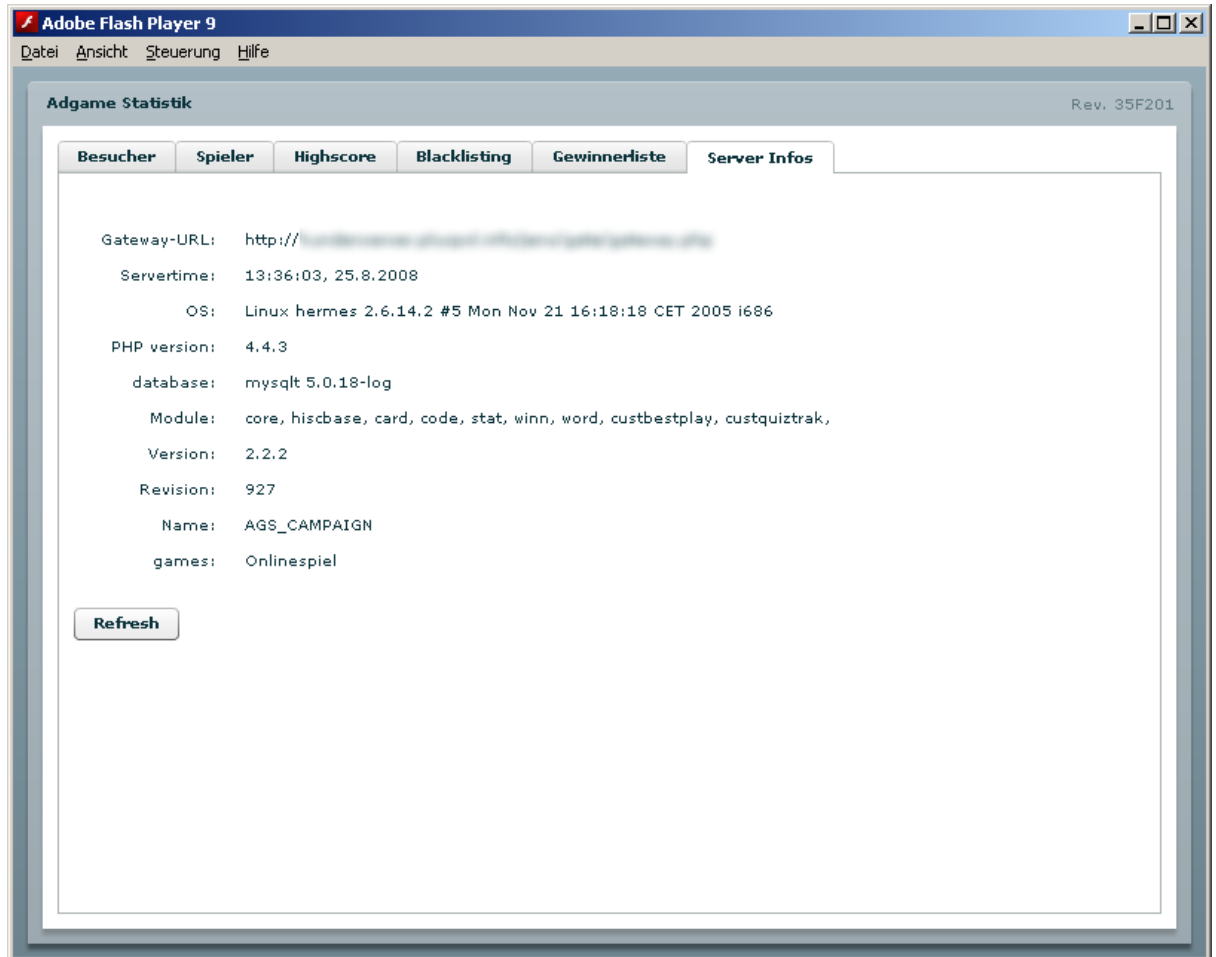 Adobe Flash Player 9
Datei Ansicht Steuerung Hilfe
Adgame Statistik Rev. 35F201
Besucher Spieler Highscore Blacklisting Gewinnerliste Server Infos
Gateway-URL: http://
Servertime: 13:36:03, 25.8.2008
OS: Linux hermes 2.6.14.2 #5 Mon Nov 21 16:18:18 CET 2005 i686
PHP version: 4.4.3
database: mysqlt 5.0.18-log
Module: core, hiscbase, card, code, stat, winn, word, custbestplay, custquiztrak,
Version: 2.2.2
Revision: 927
Name: AGS_CAMPAIGN
games: Onlinespiel
Refresh